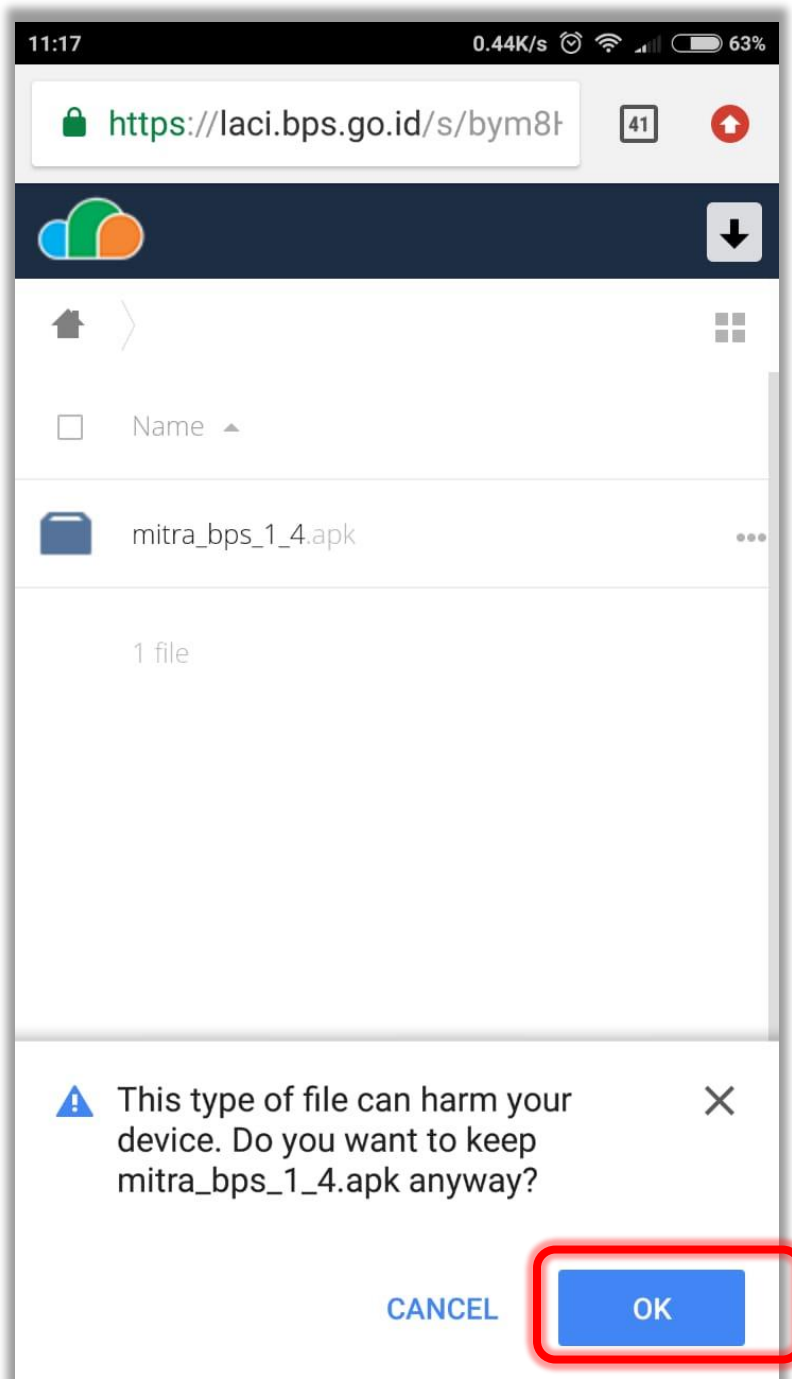 11:17 0.44K/s 63%
https://laci.bps.go.id/s/bym8H 41
Name
mitra_bps_1_4.apk
1 file
This type of file can harm your
device. Do you want to keep
mitra_bps_1_4.apk anyway?
CANCEL OK